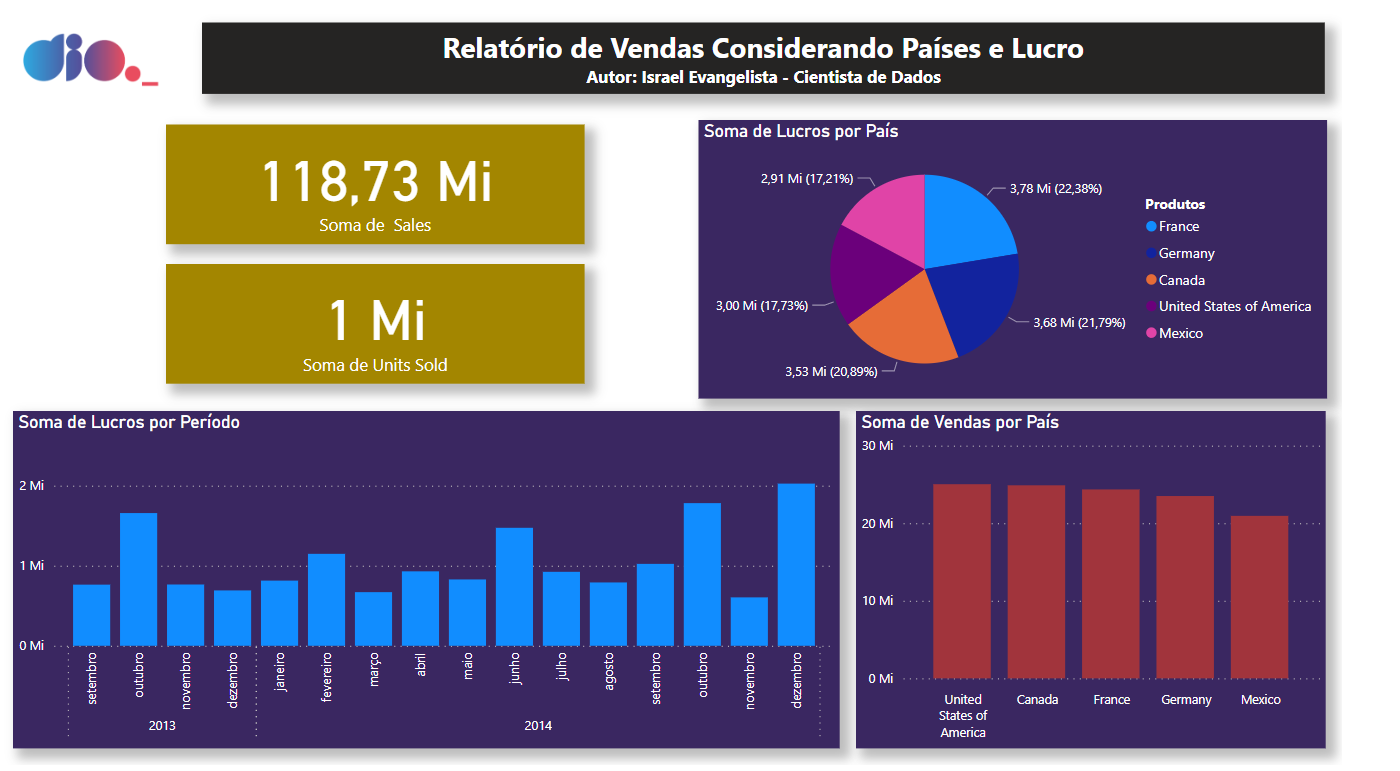 dio._
Relatório de Vendas Considerando Países e Lucro
Autor: Israel Evangelista - Cientista de Dados
118,73 Mi
Soma de  Sales
1 Mi
Soma de Units Sold
Soma de Lucros por País
2,91 Mi (17,21%)
3,78 Mi (22,38%)
3,00 Mi (17,73%)
3,68 Mi (21,79%)
3,53 Mi (20,89%)
Produtos
France
Germany
Canada
United States of America
Mexico
Soma de Lucros por Período
2 Mi
1 Mi
0 Mi
setembro
outubro
novembro
dezembro
janeiro
fevereiro
março
abril
maio
junho
julho
agosto
setembro
outubro
novembro
dezembro
2013
2014
Soma de Vendas por País
30 Mi
20 Mi
10 Mi
0 Mi
United
States of
America
Canada
France
Germany
Mexico